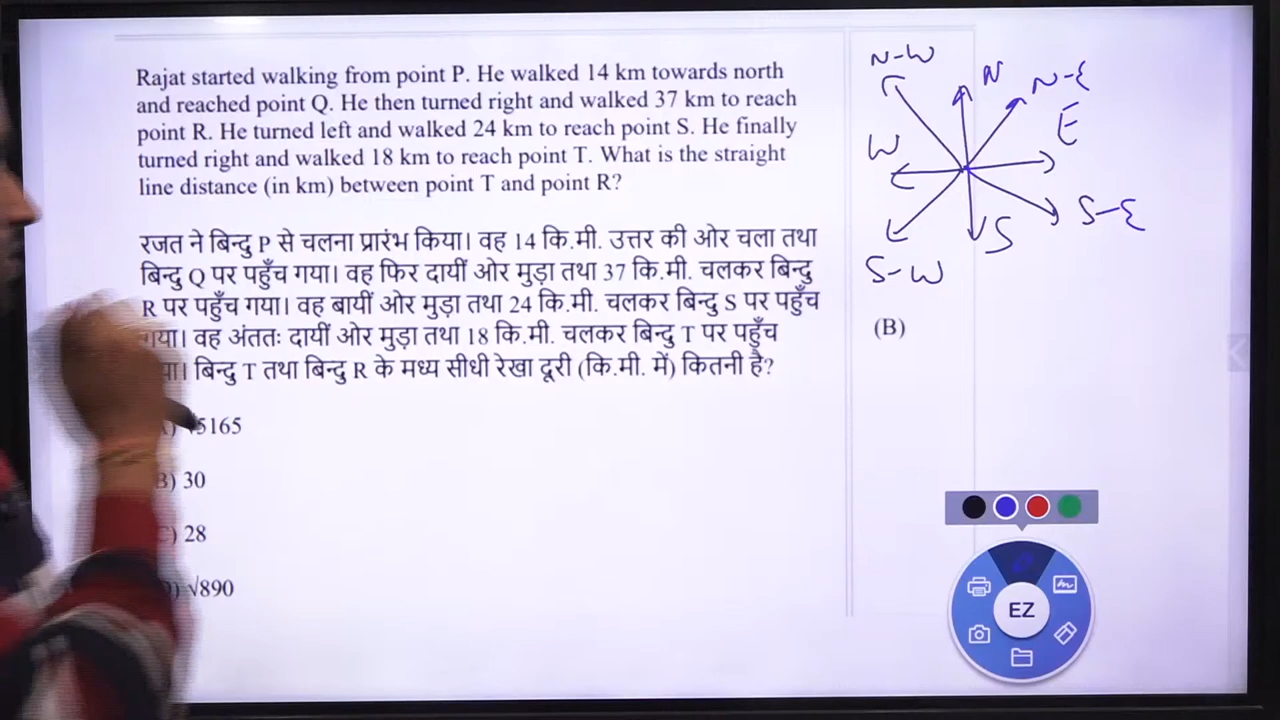 Rajat started walking from point P. He walked 14 km towards north
and reached point Q. He then turned right and walked 37 km to reach
point R. He turned left and walked 24 km to reach point S. He finally
turned right and walked 18 km to reach point T. What is the straight
line distance (in km) between point T and point R?
रजत ने बिन्दु P से चलना प्रारंभ किया। वह 14 कि.मी. उत्तर की ओर चला तथा
बिन्दु Q पर पहुँच गया। वह फिर दायीं ओर मुड़ा तथा 37 कि.मी. चलकर बिन्दु
R पर पहुँच गया। वह बायीं ओर मुड़ा तथा 24 कि.मी. चलकर बिन्दु S पर पहुँच
गया। वह अंततः दायीं ओर मुड़ा तथा 18 कि.मी. चलकर बिन्दु T पर पहुँच
बिन्दु T तथा बिन्दु R के मध्य सीधी रेखा दूरी (कि.मी. में) कितनी है?
√5165
B) 30
) 28
) √890
N-W
N
N-E
E
W
S-E
S
S-W
(B)
EZ